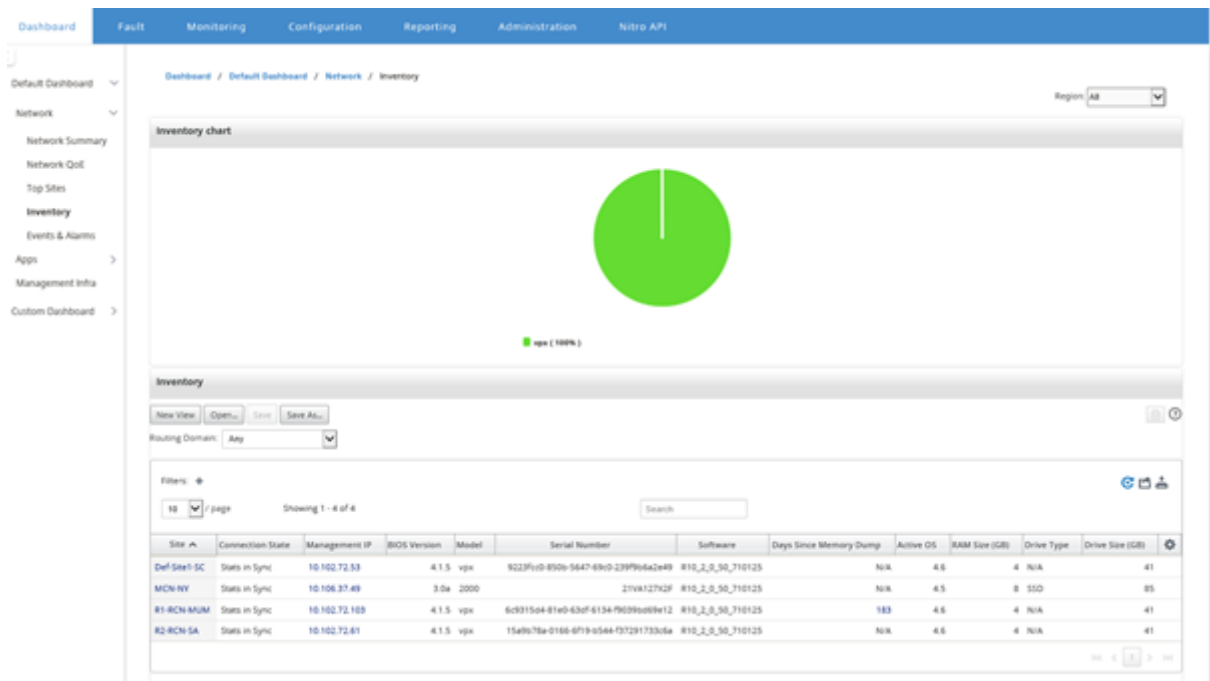 Dashboard Fault Monitoring Configuration Reporting Administration Nitro API
Dashboard / Default Dashboard / Network / Inventory
Region: All
Default Dashboard
Network
Network Summary
Network QoE
Top Sites
Inventory
Events & Alarms
Apps
Management Infra
Custom Dashboard
Inventory chart
vpx ( 100% )
Inventory
New View Open... Save Save As...
Routing Domain: Any
Filters: +
10 / page Showing 1 - 4 of 4 Search
Site Connection State Management IP BIOS Version Model Serial Number Software Days Since Memory Dump Active OS RAM Size (GB) Drive Type Drive Size (GB)
Def-Site1-SC Stats in Sync 10.102.72.53 4.1.5 vpx R10_2_0_50_710125 N/A 4.6 4 N/A 41
MCN-NY Stats in Sync 10.106.37.49 3.0a 2000 R10_2_0_50_710125 N/A 4.5 8 SSD 85
R1-RCN-MUM Stats in Sync 10.102.72.103 4.1.5 vpx R10_2_0_50_710125 183 4.6 4 N/A 41
R2-RCN-SA Stats in Sync 10.102.72.61 4.1.5 vpx R10_2_0_50_710125 N/A 4.6 4 N/A 41
1